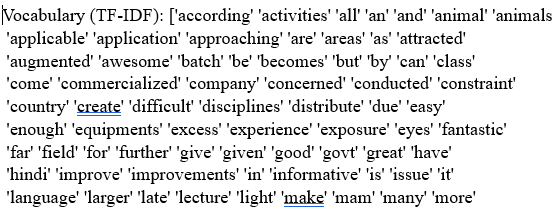 Vocabulary (TF-IDF): ['according' 'activities' 'all' 'an' 'and' 'animal' 'animals
'applicable' 'application' 'approaching' 'are' 'areas' 'as' 'attracted'
'augmented' 'awesome' 'batch' 'be' 'becomes' 'but' 'by' 'can' 'class'
'come' 'commercialized' 'company' 'concerned' 'conducted' 'constraint'
'country' 'create' 'difficult' 'disciplines' 'distribute' 'due' 'easy'
'enough' 'equipments' 'excess' 'experience' 'exposure' 'eyes' 'fantastic'
'far' 'field' 'for' 'further' 'give' 'given' 'good' 'govt' 'great' 'have'
'hindi' 'improve' 'improvements' 'in' 'informative' 'is' 'issue' 'it'
'language' 'larger' 'late' 'lecture' 'light' 'make' 'mam' 'many' 'more'